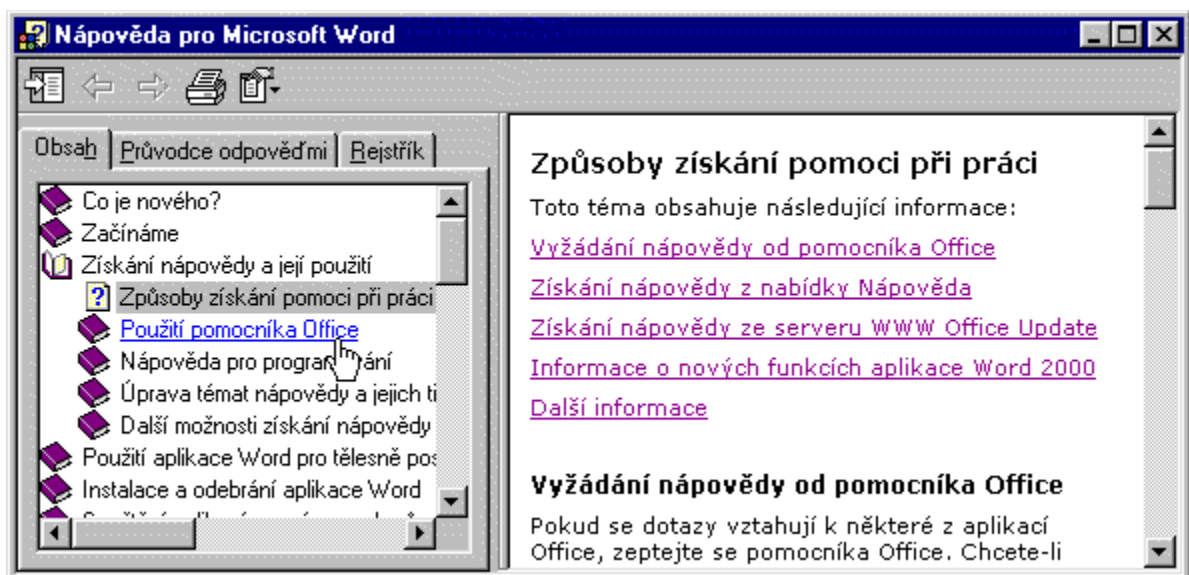 Nápověda pro Microsoft Word
Obsah Průvodce odpověďmi Rejstřík
Co je nového?
Začínáme
Získání nápovědy a její použití
Způsoby získání pomoci při práci
Použití pomocníka Office
Nápověda pro
Úprava témat nápovědy a jejich
Další možnosti získání nápovědy
Použití aplikace Word pro tělesně
Instalace a odebrání aplikace Word
Způsoby získání pomoci při práci
Toto téma obsahuje následující informace:
Vyžádání nápovědy od pomocníka Office
Získání nápovědy z nabídky Nápověda
Získání nápovědy ze serveru WWW Office Update
Informace o nových funkcích aplikace Word 2000
Další informace
Vyžádání nápovědy od pomocníka Office
Pokud se dotazy vztahují k některé z aplikací
Office, zeptejte se pomocníka Office. Chcete-li